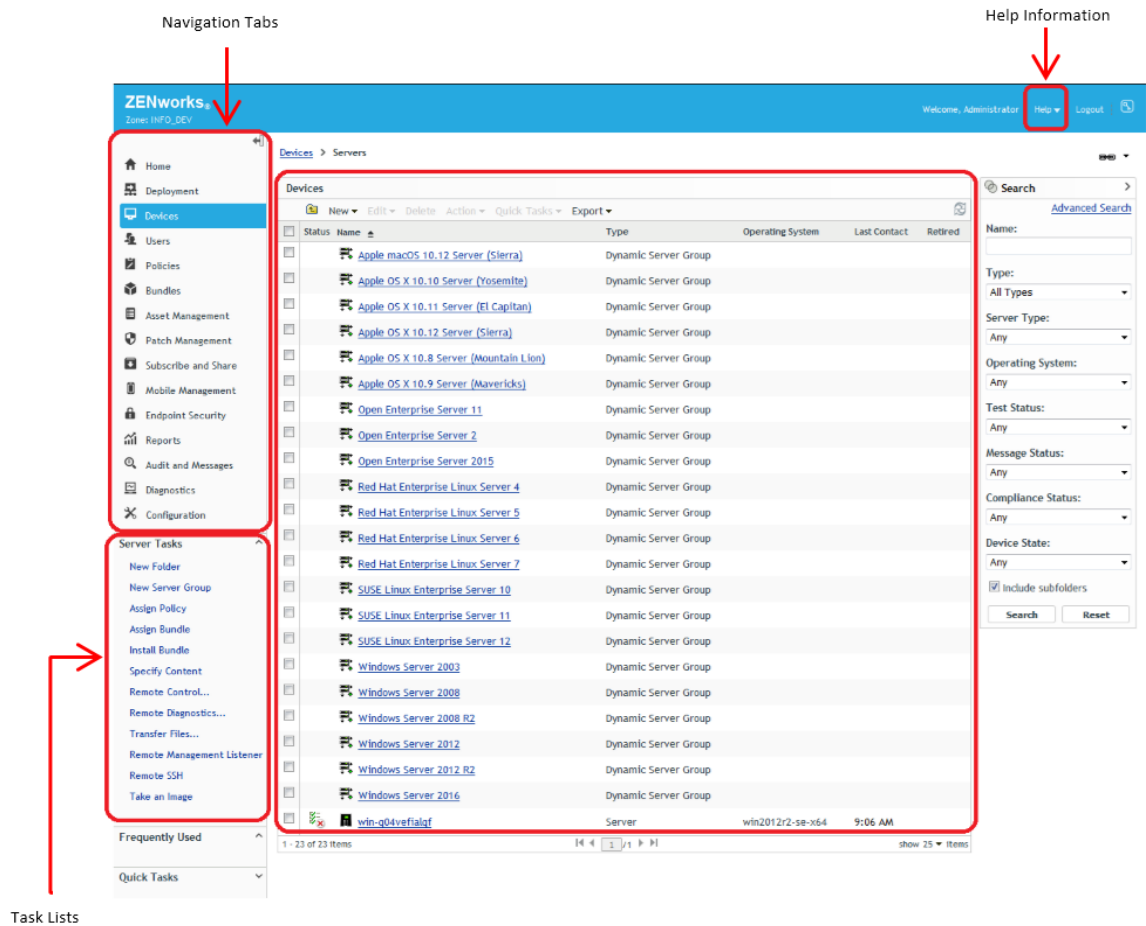 Navigation Tabs
Help Information
ZENworks®
Zone: INFO_DEV
Welcome, Administrator Help Logout
Devices > Servers
Home
Deployment
Devices
Users
Policies
Bundles
Asset Management
Patch Management
Subscribe and Share
Mobile Management
Endpoint Security
Reports
Audit and Messages
Diagnostics
Configuration
Server Tasks
New Folder
New Server Group
Assign Policy
Assign Bundle
Install Bundle
Specify Content
Remote Control...
Remote Diagnostics...
Transfer Files...
Remote Management Listener
Remote SSH
Take an Image
Frequently Used
Quick Tasks
Task Lists
Devices
New Edit Delete Action Quick Tasks Export
Status Name Type Operating System Last Contact Retired
Apple macOS 10.12 Server (Sierra) Dynamic Server Group
Apple OS X 10.10 Server (Yosemite) Dynamic Server Group
Apple OS X 10.11 Server (El Capitan) Dynamic Server Group
Apple OS X 10.12 Server (Sierra) Dynamic Server Group
Apple OS X 10.8 Server (Mountain Lion) Dynamic Server Group
Apple OS X 10.9 Server (Mavericks) Dynamic Server Group
Open Enterprise Server 11 Dynamic Server Group
Open Enterprise Server 2 Dynamic Server Group
Open Enterprise Server 2015 Dynamic Server Group
Red Hat Enterprise Linux Server 4 Dynamic Server Group
Red Hat Enterprise Linux Server 5 Dynamic Server Group
Red Hat Enterprise Linux Server 6 Dynamic Server Group
Red Hat Enterprise Linux Server 7 Dynamic Server Group
SUSE Linux Enterprise Server 10 Dynamic Server Group
SUSE Linux Enterprise Server 11 Dynamic Server Group
SUSE Linux Enterprise Server 12 Dynamic Server Group
Windows Server 2003 Dynamic Server Group
Windows Server 2008 Dynamic Server Group
Windows Server 2008 R2 Dynamic Server Group
Windows Server 2012 Dynamic Server Group
Windows Server 2012 R2 Dynamic Server Group
Windows Server 2016 Dynamic Server Group
Server win2012r2-se-x64 9:06 AM
1 - 23 of 23 items 1 /1 show 25 items
Search
Advanced Search
Name:
Type:
All Types
Server Type:
Any
Operating System:
Any
Test Status:
Any
Message Status:
Any
Compliance Status:
Any
Device State:
Any
Include subfolders
Search Reset